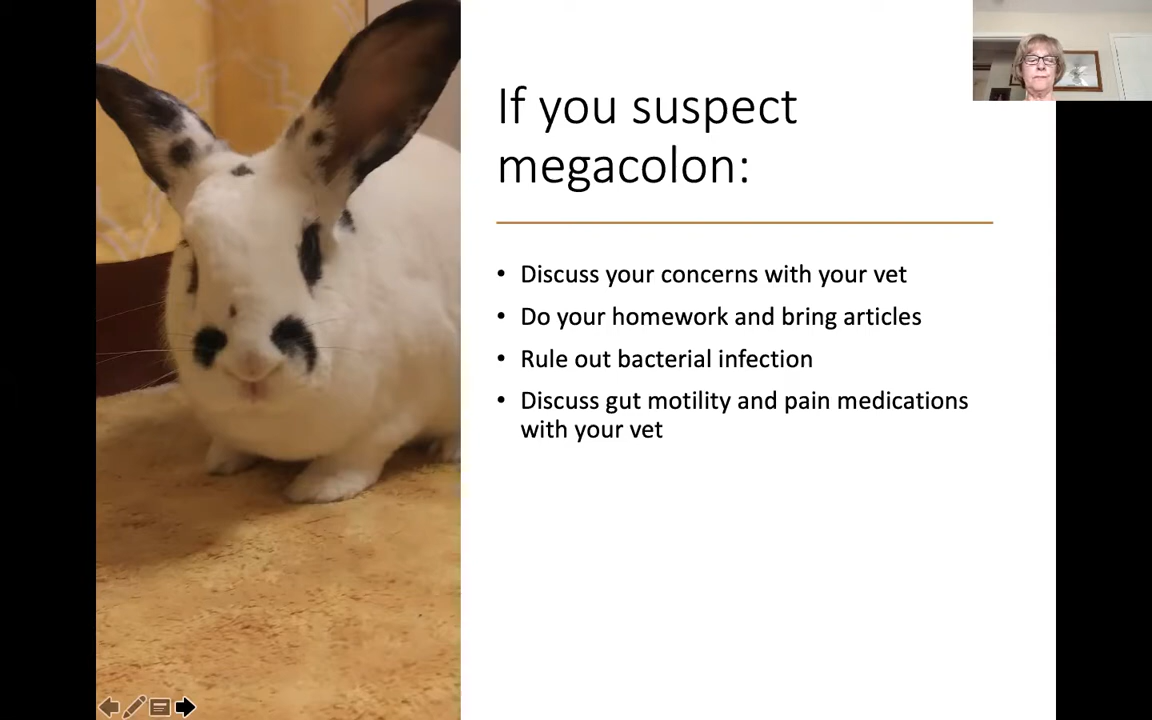 If you suspect
megacolon:
• Discuss your concerns with your vet
• Do your homework and bring articles
• Rule out bacterial infection
• Discuss gut motility and pain medications
with your vet